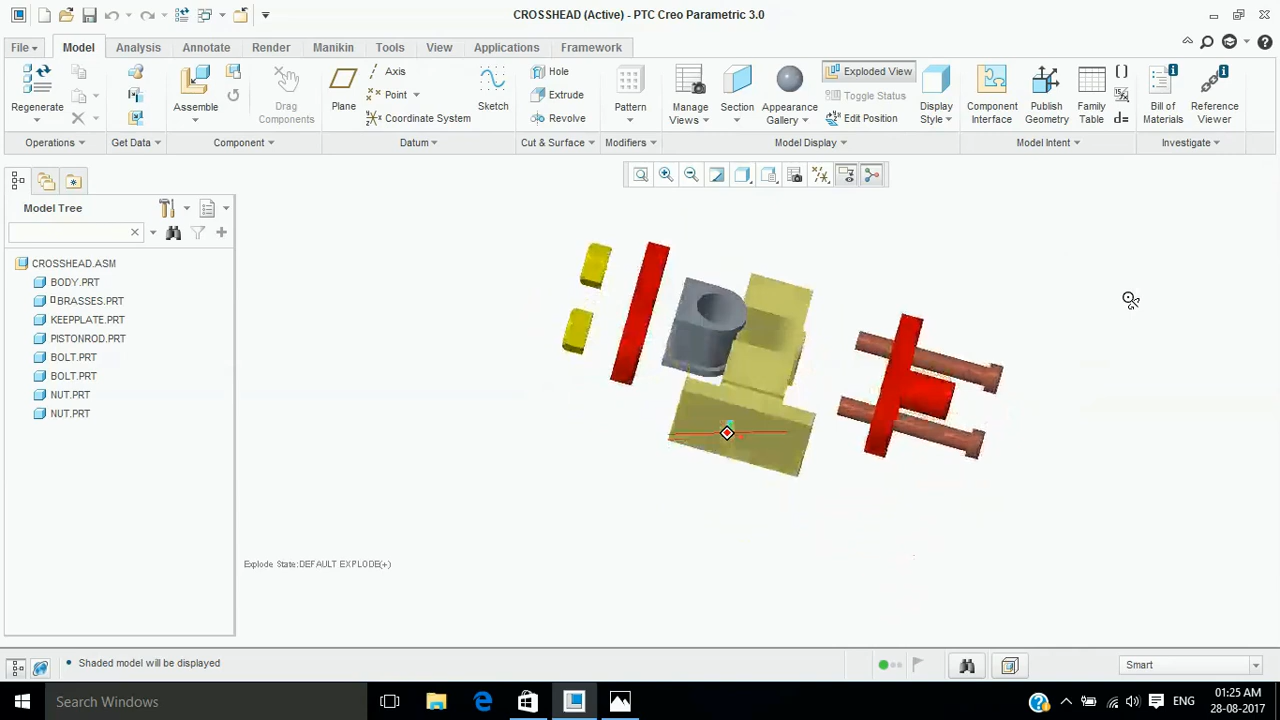 CROSSHEAD (Active) - PTC Creo Parametric 3.0
File Model Analysis Annotate Render Manikin Tools View Applications Framework
Regenerate
Operations
Get Data
Assemble
Drag Components
Component
Plane
Axis
Point
Coordinate System
Sketch
Datum
Hole
Extrude
Revolve
Cut & Surface
Pattern
Modifiers
Manage Views
Section
Appearance Gallery
Exploded View
Toggle Status
Edit Position
Display Style
Model Display
Component Interface
Publish Geometry
Family Table
Model Intent
Bill of Materials
Reference Viewer
Investigate
Model Tree
CROSSHEAD.ASM
BODY.PRT
BRASSES.PRT
KEEPPLATE.PRT
PISTONROD.PRT
BOLT.PRT
BOLT.PRT
NUT.PRT
NUT.PRT
Explode State:DEFAULT EXPLODE(+)
Shaded model will be displayed
Smart
Search Windows
ENG
01:25 AM
28-08-2017